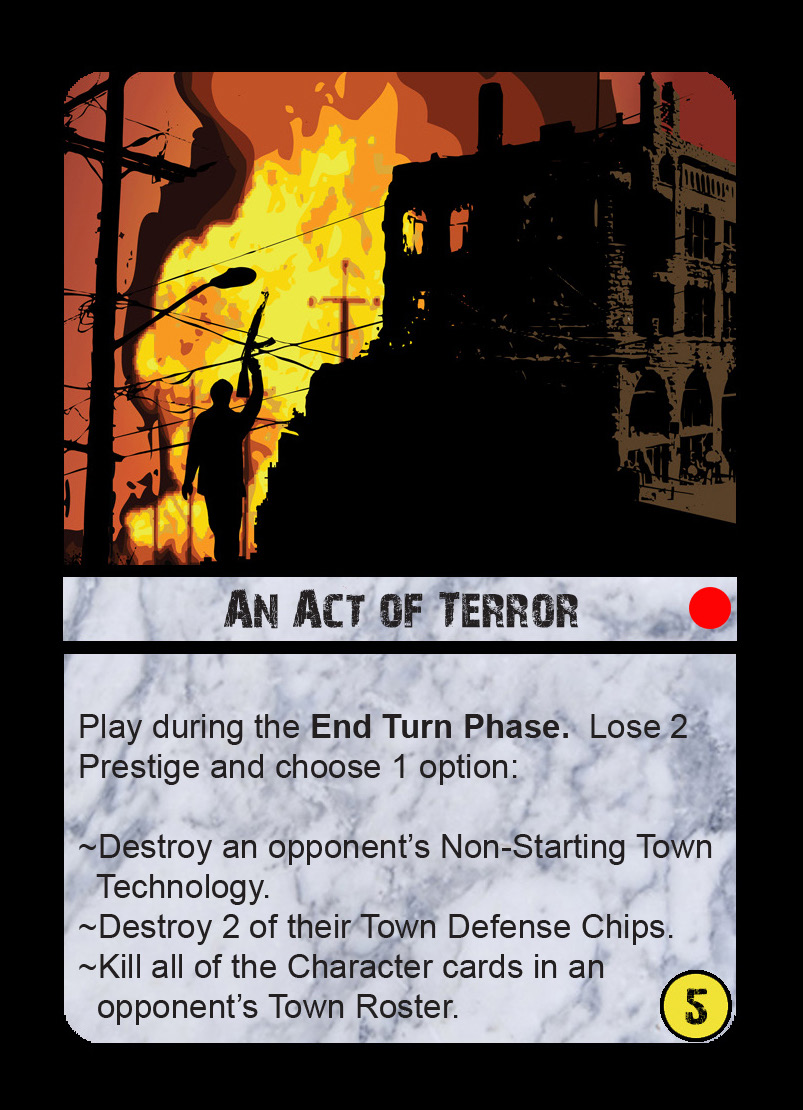 An Act of Terror
Play during the End Turn Phase.  Lose 2
Prestige and choose 1 option:
~Destroy an opponent’s Non-Starting Town
Technology.
~Destroy 2 of their Town Defense Chips.
~Kill all of the Character cards in an
opponent’s Town Roster.
5